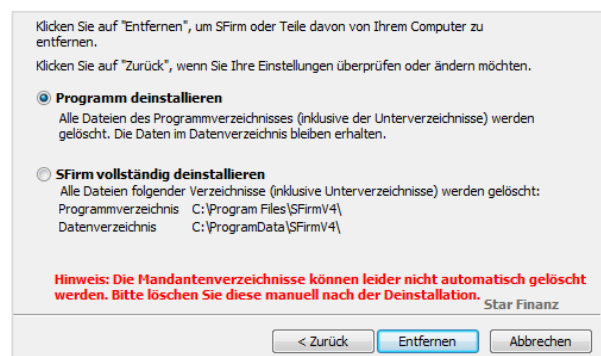 Klicken Sie auf "Entfernen", um SFirm oder Teile davon von Ihrem Computer zu
entfernen.
Klicken Sie auf "Zurück", wenn Sie Ihre Einstellungen überprüfen oder ändern möchten.
Programm deinstallieren
Alle Dateien des Programmverzeichnisses (inklusive der Unterverzeichnisse) werden
gelöscht. Die Daten im Datenverzeichnis bleiben erhalten.
SFirm vollständig deinstallieren
Alle Dateien folgender Verzeichnisse (inklusive Unterverzeichnisse) werden gelöscht:
Programmverzeichnis C:\Program Files\SFirmV4\
Datenverzeichnis C:\ProgramData\SFirmV4\
Hinweis: Die Mandantenverzeichnisse können leider nicht automatisch gelöscht
werden. Bitte löschen Sie diese manuell nach der Deinstallation.
Star Finanz
< Zurück Entfernen Abbrechen